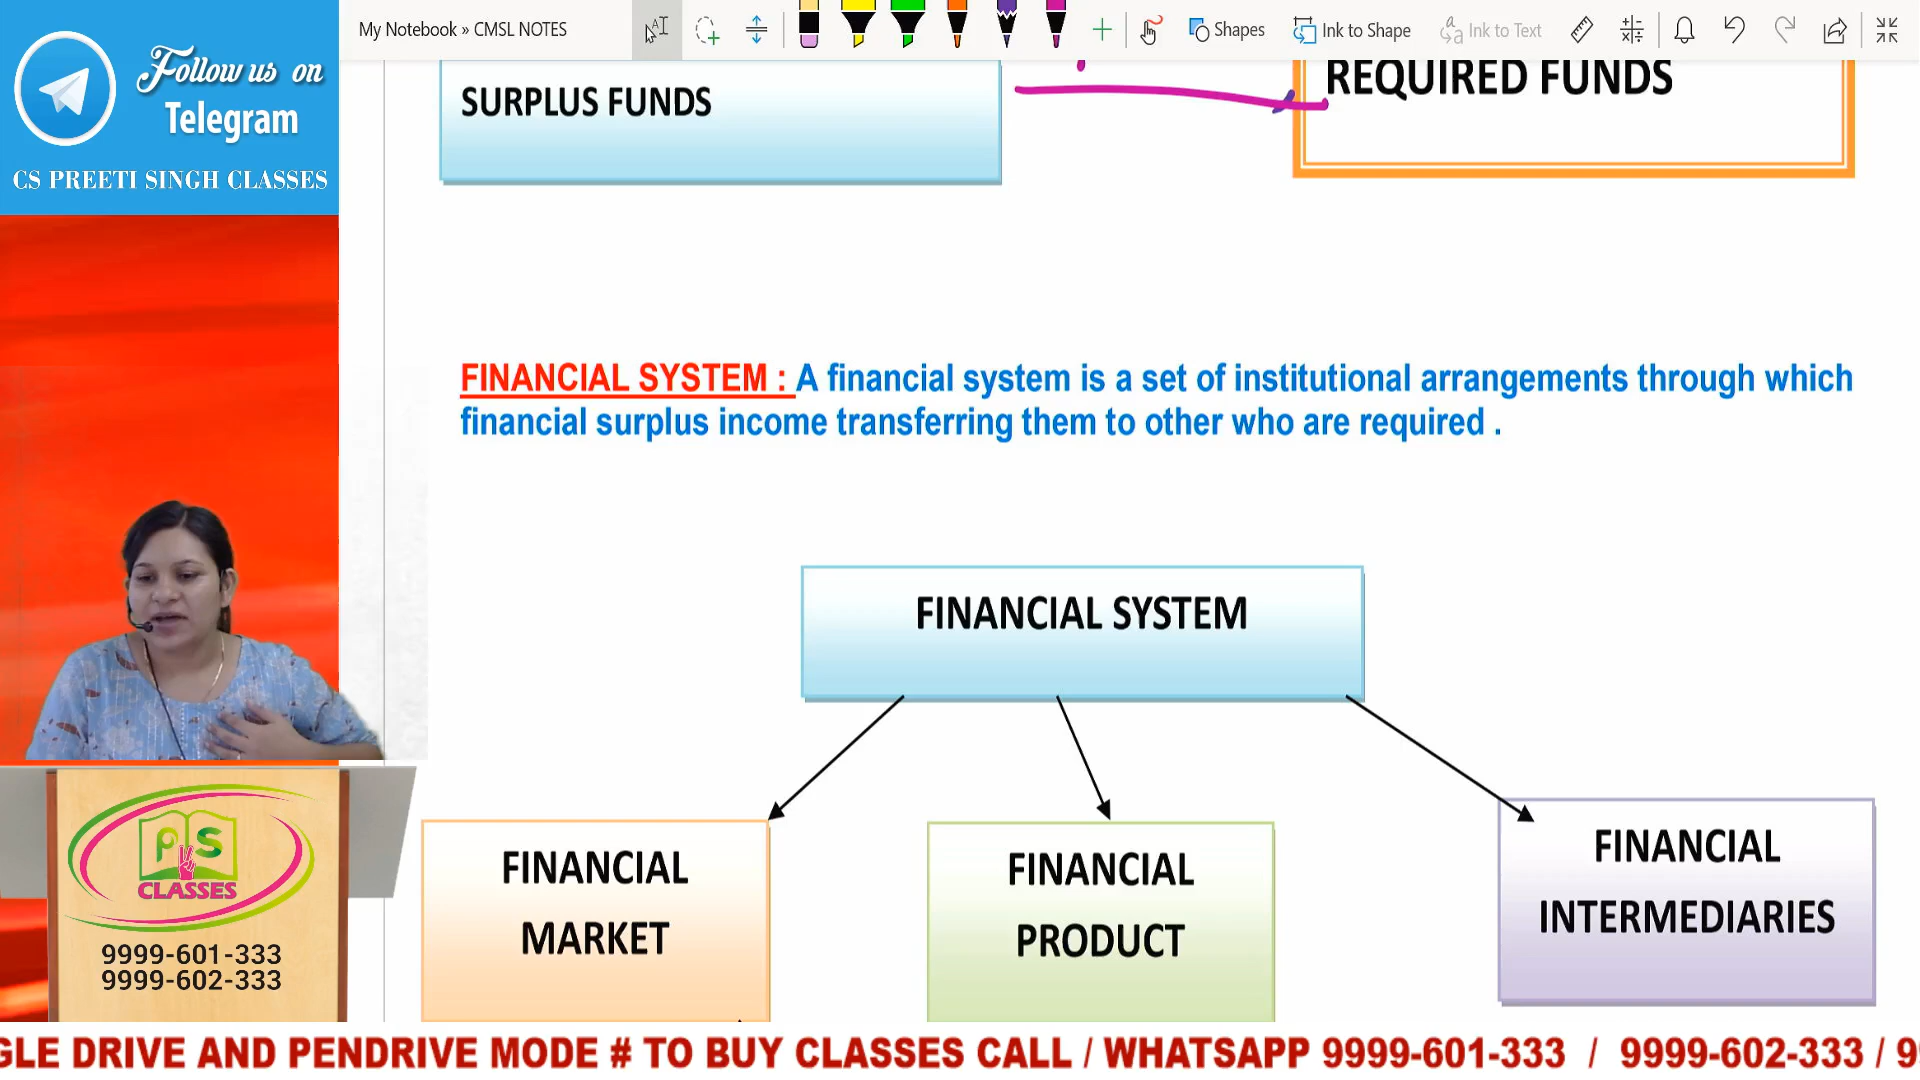 Follow us on
Telegram
CS PREETI SINGH CLASSES
My Notebook » CMSL NOTES
Shapes
Ink to Shape
Ink to Text
SURPLUS FUNDS
REQUIRED FUNDS
FINANCIAL SYSTEM : A financial system is a set of institutional arrangements through which
financial surplus income transferring them to other who are required .
FINANCIAL SYSTEM
FINANCIAL
MARKET
FINANCIAL
PRODUCT
FINANCIAL
INTERMEDIARIES
PS
CLASSES
9999-601-333
9999-602-333
GLE DRIVE AND PENDRIVE MODE # TO BUY CLASSES CALL / WHATSAPP 9999-601-333 / 9999-602-333 / 9